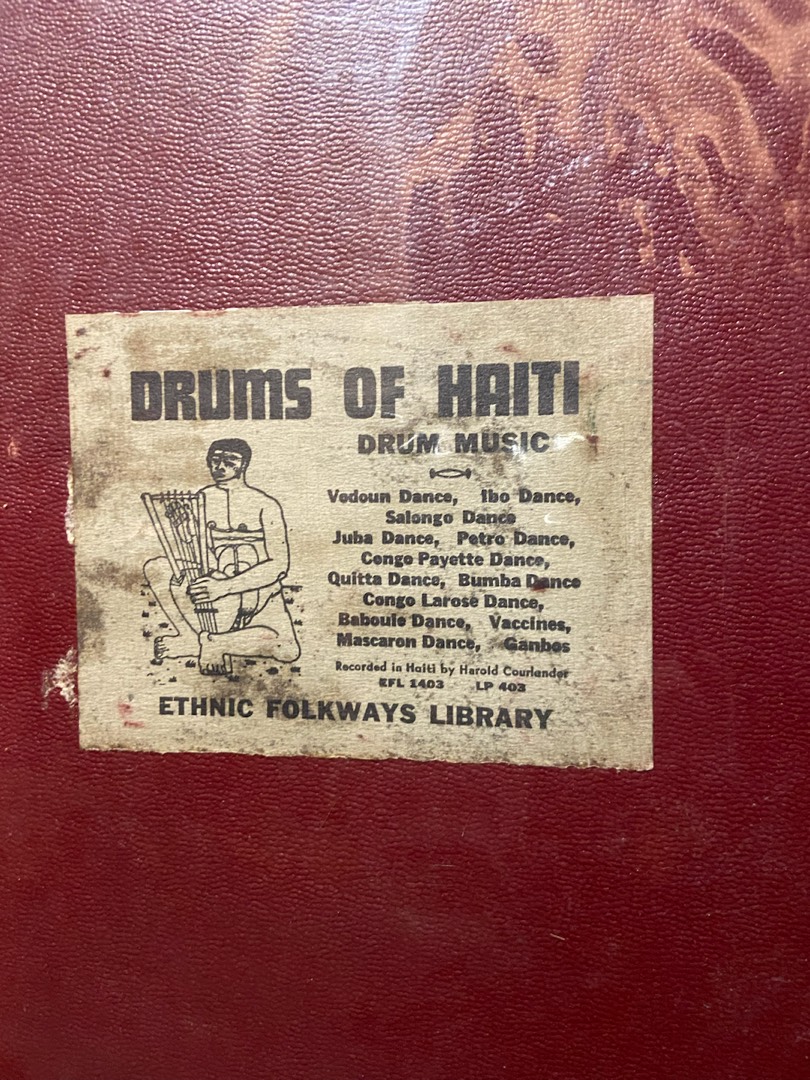 DRUMS OF HAITI
DRUM MUSIC
Vodoun Dance, Ibo Dance,
Salongo Dance
Juba Dance, Petro Dance,
Congo Payette Dance,
Quitta Dance, Bumba Dance
Congo Larose Dance,
Baboule Dance, Vaccines,
Mascaron Dance, Ganbos
Recorded in Haiti by Harold Courlander
EFL 1403 LP 403
ETHNIC FOLKWAYS LIBRARY